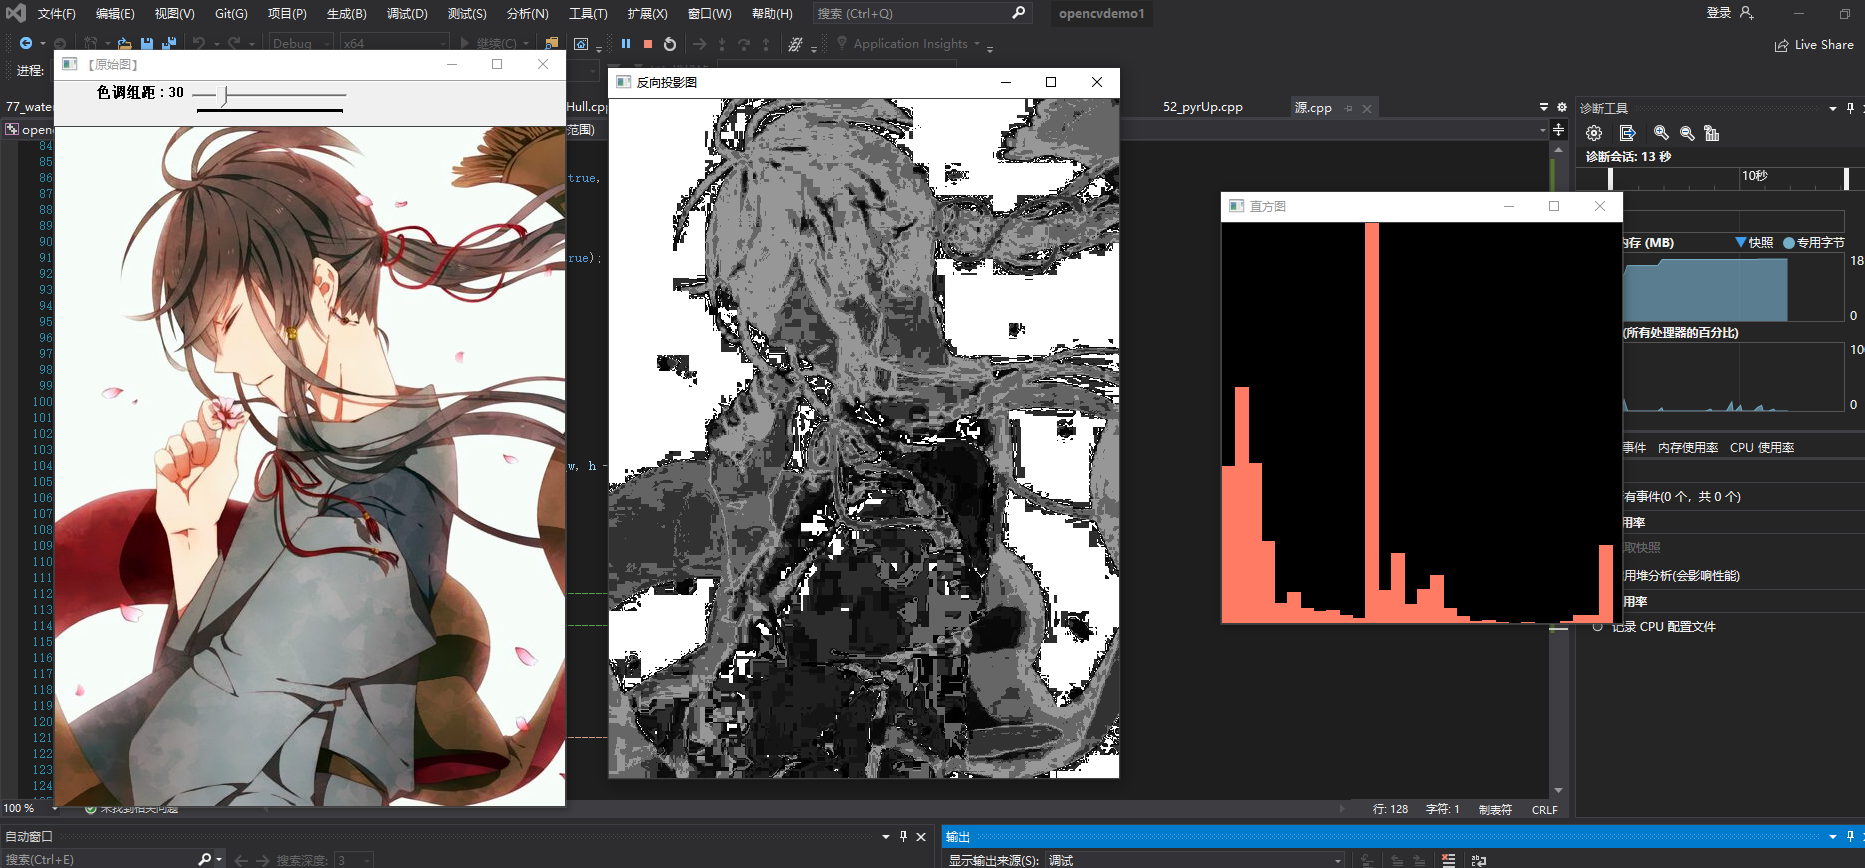 文件(F) 编辑(E) 视图(V) Git(G) 项目(P) 生成(B) 调试(D) 测试(S) 分析(N) 工具(T) 扩展(X) 窗口(W) 帮助(H) 搜索 (Ctrl+Q) opencvdemo1 登录
Debug x64 继续(C) Application Insights Live Share
进程:
【原始图】
色调组距 : 30
反向投影图
直方图
Hull.cpp 52_pyrUp.cpp 源.cpp
范围)
84
85
86
87
88
89
90
91
92
93
94
95
96
97
98
99
100
101
102
103
104
105
106
107
108
109
110
111
112
113
114
115
116
117
118
119
120
121
122
123
124
true,
rue);
w, h -
诊断工具
诊断会话: 13 秒
10秒
内存 (MB) 快照 专用字节
18
0
(所有处理器的百分比)
10
0
事件 内存使用率 CPU 使用率
所有事件(0 个，共 0 个)
用率
取快照
用堆分析(会影响性能)
用率
记录 CPU 配置文件
100 % 未找到相关问题 行: 128 字符: 1 制表符 CRLF
自动窗口
搜索(Ctrl+E) 搜索深度: 3
输出
显示输出来源(S): 调试